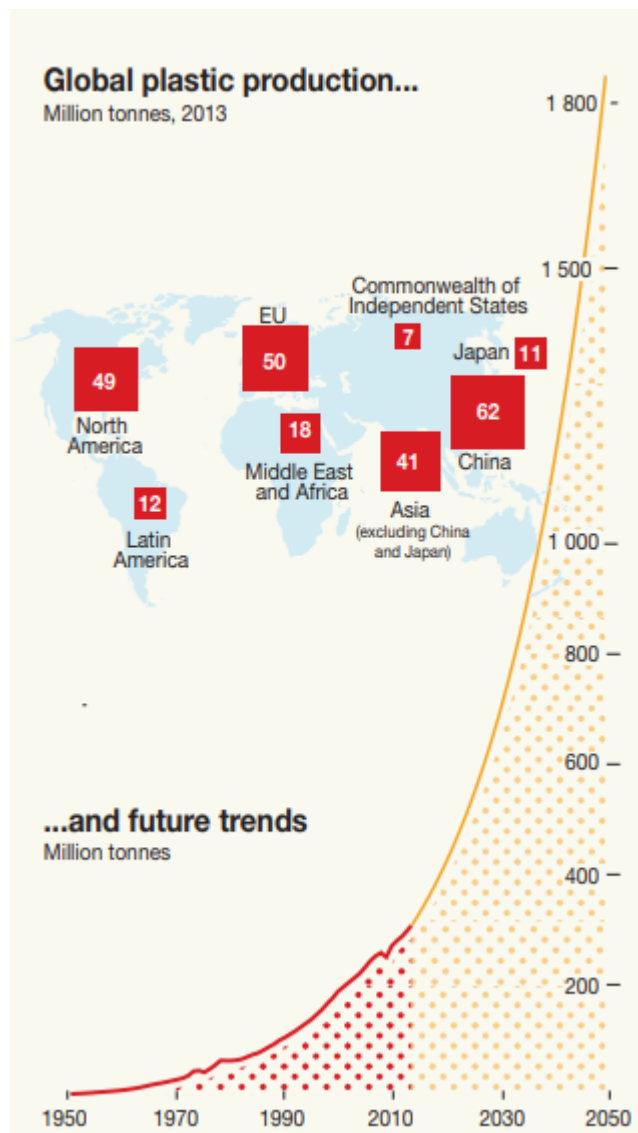 Global plastic production...
Million tonnes, 2013
1 800
1 500
Commonwealth of
Independent States
7
EU
50
Japan 11
49
North
America
62
China
18
Middle East
and Africa
41
Asia
(excluding China
and Japan)
12
Latin
America
1 000
800
600
...and future trends
Million tonnes
400
200
1950 1970 1990 2010 2030 2050